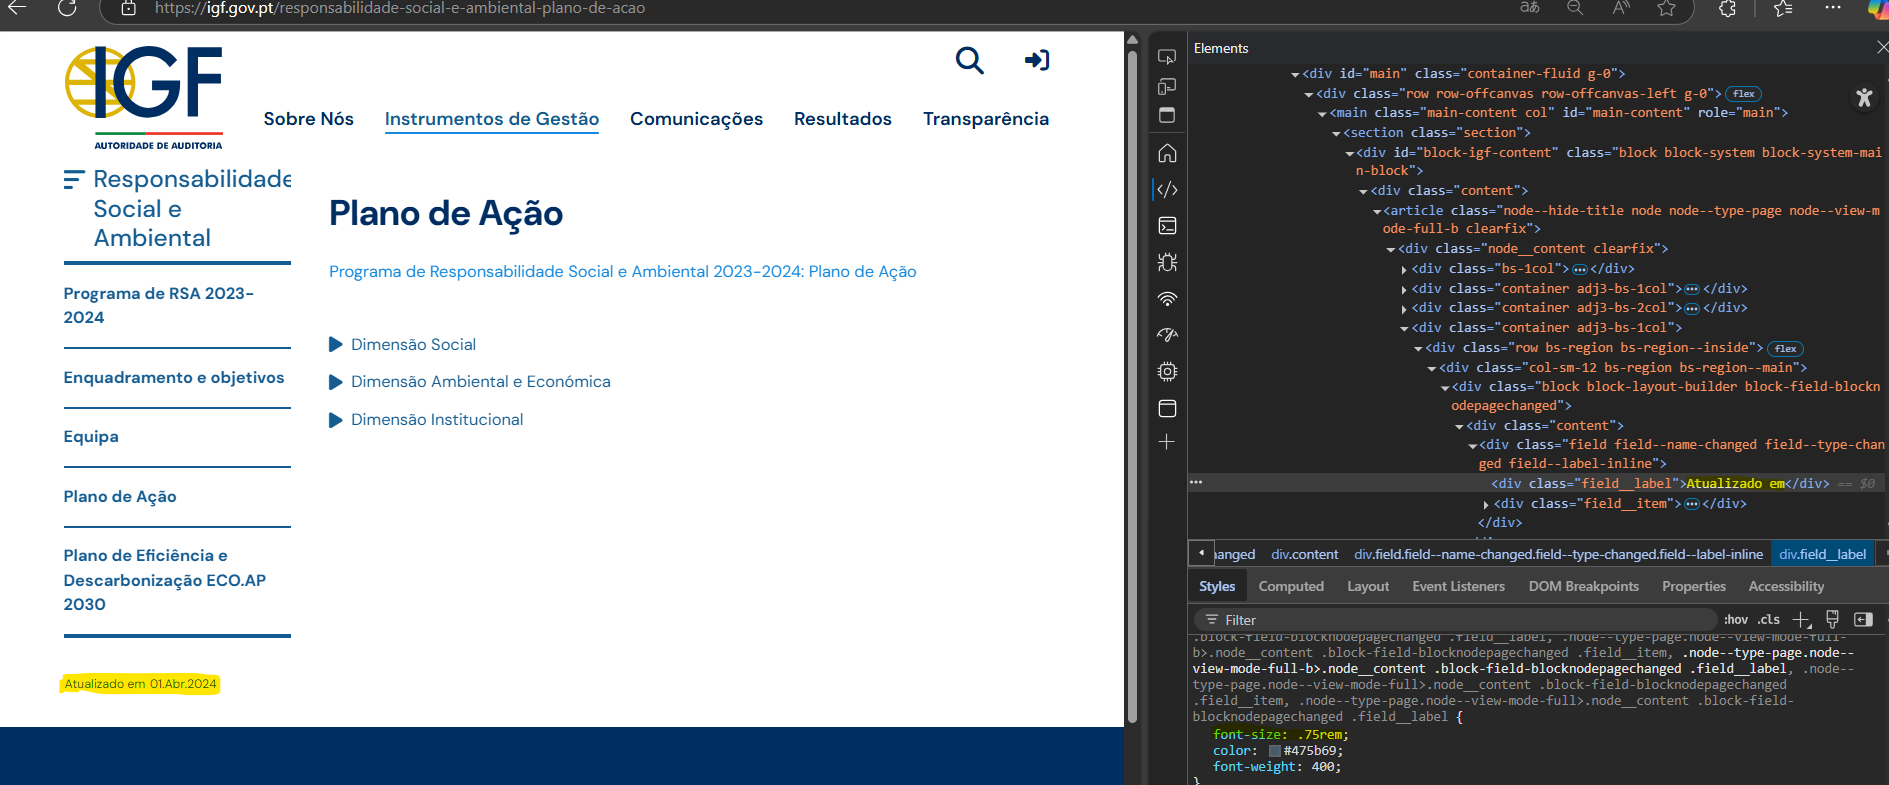 https://igf.gov.pt/responsabilidade-social-e-ambiental-plano-de-acao
IGF
AUTORIDADE DE AUDITORIA
Sobre Nós
Instrumentos de Gestão
Comunicações
Resultados
Transparência
Responsabilidade
Social e
Ambiental
Programa de RSA 2023-
2024
Enquadramento e objetivos
Equipa
Plano de Ação
Plano de Eficiência e
Descarbonização ECO.AP
2030
Atualizado em 01.Abr.2024
Plano de Ação
Programa de Responsabilidade Social e Ambiental 2023-2024: Plano de Ação
Dimensão Social
Dimensão Ambiental e Económica
Dimensão Institucional
Elements
<div id="main" class="container-fluid g-0">
<div class="row row-offcanvas row-offcanvas-left g-0"> flex
<main class="main-content col" id="main-content" role="main">
<section class="section">
<div id="block-igf-content" class="block block-system block-system-mai
n-block">
<div class="content">
<article class="node--hide-title node node--type-page node--view-m
ode-full-b clearfix">
<div class="node__content clearfix">
<div class="bs-1col">…</div>
<div class="container adj3-bs-1col">…</div>
<div class="container adj3-bs-2col">…</div>
<div class="container adj3-bs-1col">
<div class="row bs-region bs-region--inside"> flex
<div class="col-sm-12 bs-region bs-region--main">
<div class="block block-layout-builder block-field-blockn
odepagechanged">
<div class="content">
<div class="field field--name-changed field--type-chan
ged field--label-inline">
<div class="field__label">Atualizado em</div> == $0
<div class="field__item">…</div>
</div>
anged div.content div.field.field--name-changed.field--type-changed.field--label-inline div.field__label
Styles Computed Layout Event Listeners DOM Breakpoints Properties Accessibility
Filter :hov .cls
.block-field-blocknodepagechanged .field__label, .node--type-page.node--view-mode-full-
b>.node__content .block-field-blocknodepagechanged .field__item, .node--type-page.node--
view-mode-full-b>.node__content .block-field-blocknodepagechanged .field__label, .node--
type-page.node--view-mode-full>.node__content .block-field-blocknodepagechanged
.field__item, .node--type-page.node--view-mode-full>.node__content .block-field-
blocknodepagechanged .field__label {
font-size: .75rem;
color: #475b69;
font-weight: 400;
}